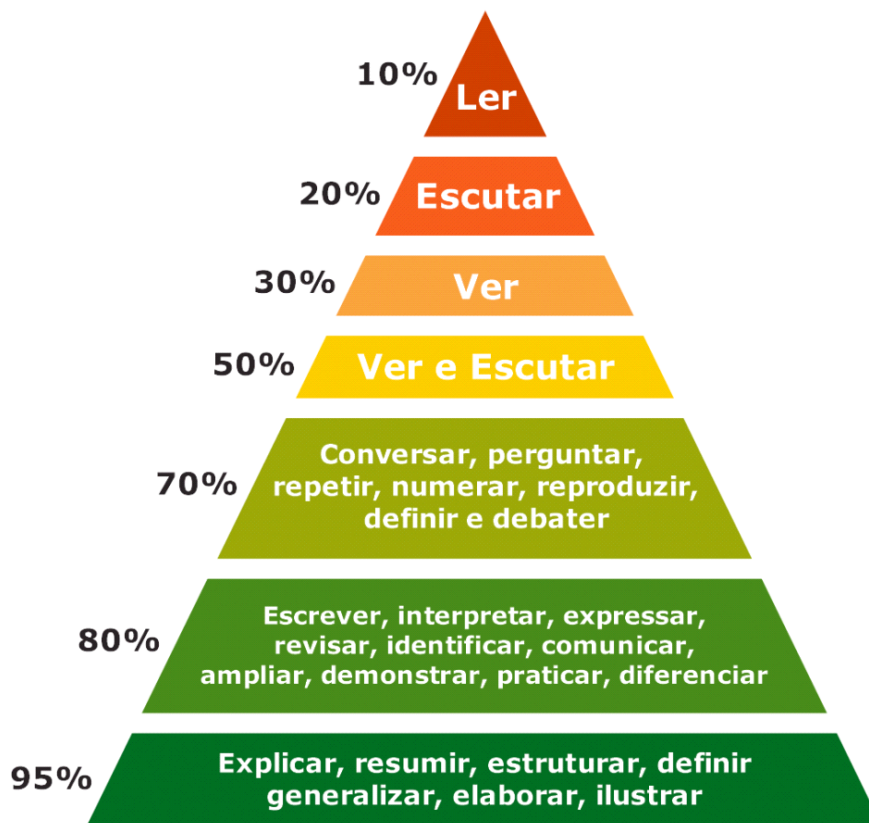 10%
Ler
20%
Escutar
30%
Ver
50%
Ver e Escutar
70%
Conversar, perguntar,
repetir, numerar, reproduzir,
definir e debater
80%
Escrever, interpretar, expressar,
revisar, identificar, comunicar,
ampliar, demonstrar, praticar, diferenciar
95%
Explicar, resumir, estruturar, definir
generalizar, elaborar, ilustrar